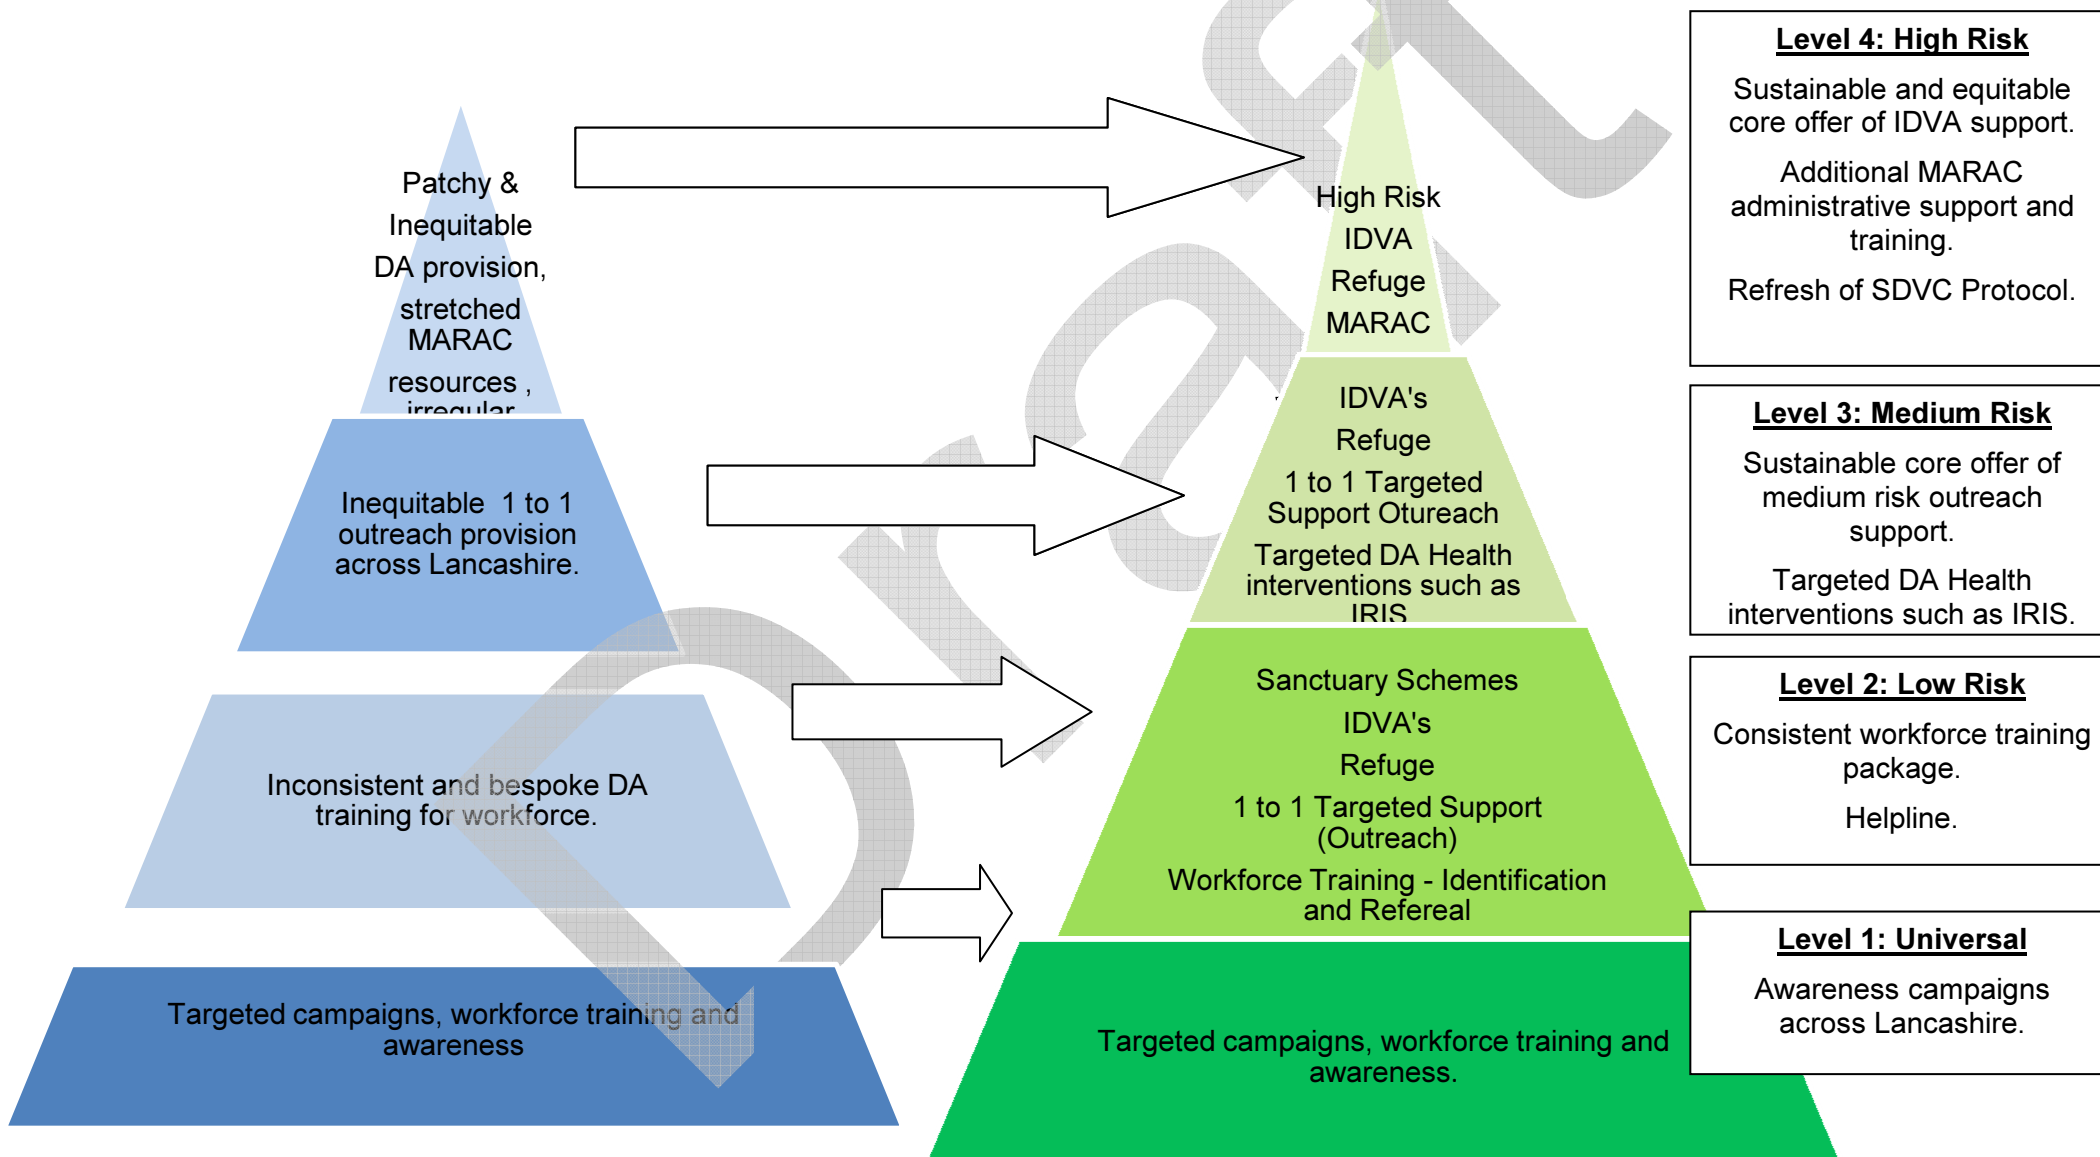 Patchy &
Inequitable
DA provision,
stretched
MARAC
resources ,
irregular
Inequitable 1 to 1
outreach provision
across Lancashire.
Inconsistent and bespoke DA
training for workforce.
Targeted campaigns, workforce training and
awareness
High Risk
IDVA
Refuge
MARAC
IDVA's
Refuge
1 to 1 Targeted
Support Otureach
Targeted DA Health
interventions such as
IRIS
Sanctuary Schemes
IDVA's
Refuge
1 to 1 Targeted Support
(Outreach)
Workforce Training - Identification
and Refereal
Targeted campaigns, workforce training and
awareness.
Level 4: High Risk
Sustainable and equitable
core offer of IDVA support.
Additional MARAC
administrative support and
training.
Refresh of SDVC Protocol.
Level 3: Medium Risk
Sustainable core offer of
medium risk outreach
support.
Targeted DA Health
interventions such as IRIS.
Level 2: Low Risk
Consistent workforce training
package.
Helpline.
Level 1: Universal
Awareness campaigns
across Lancashire.
Draft